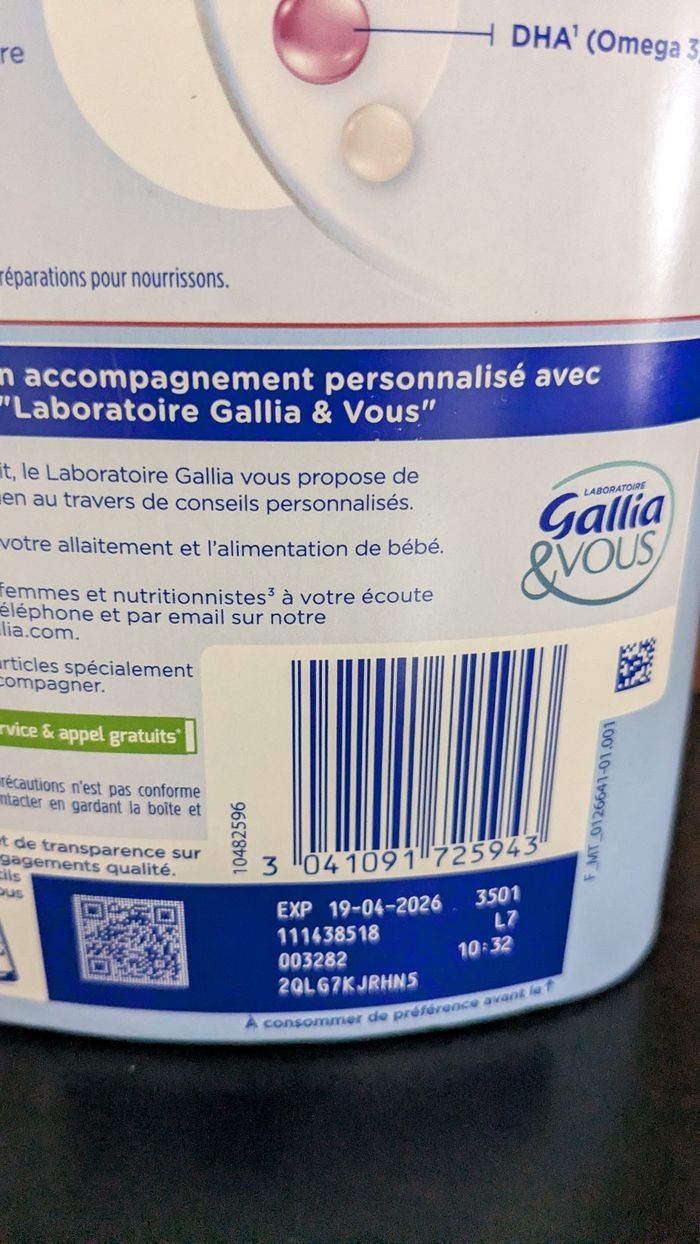 re
DHA¹ (Omega 3
réparations pour nourrissons.
n accompagnement personnalisé avec
"Laboratoire Gallia & Vous"
it, le Laboratoire Gallia vous propose de
en au travers de conseils personnalisés.
votre allaitement et l'alimentation de bébé.
femmes et nutritionnistes³ à votre écoute
éléphone et par email sur notre
lia.com.
LABORATOIRE
Gallia
&VOUS
articles spécialement
compagner.
rvice & appel gratuits*
récautions n'est pas conforme
ntacter en gardant la boîte et
t de transparence sur
gagements qualité.
tils
ous
10482596
3 041091 725943
F_MT_0126641-01.001
EXP 19-04-2026 3501
111438518 L7
003282 10:32
2QLG7KJRHN5
À consommer de préférence avant le ↑